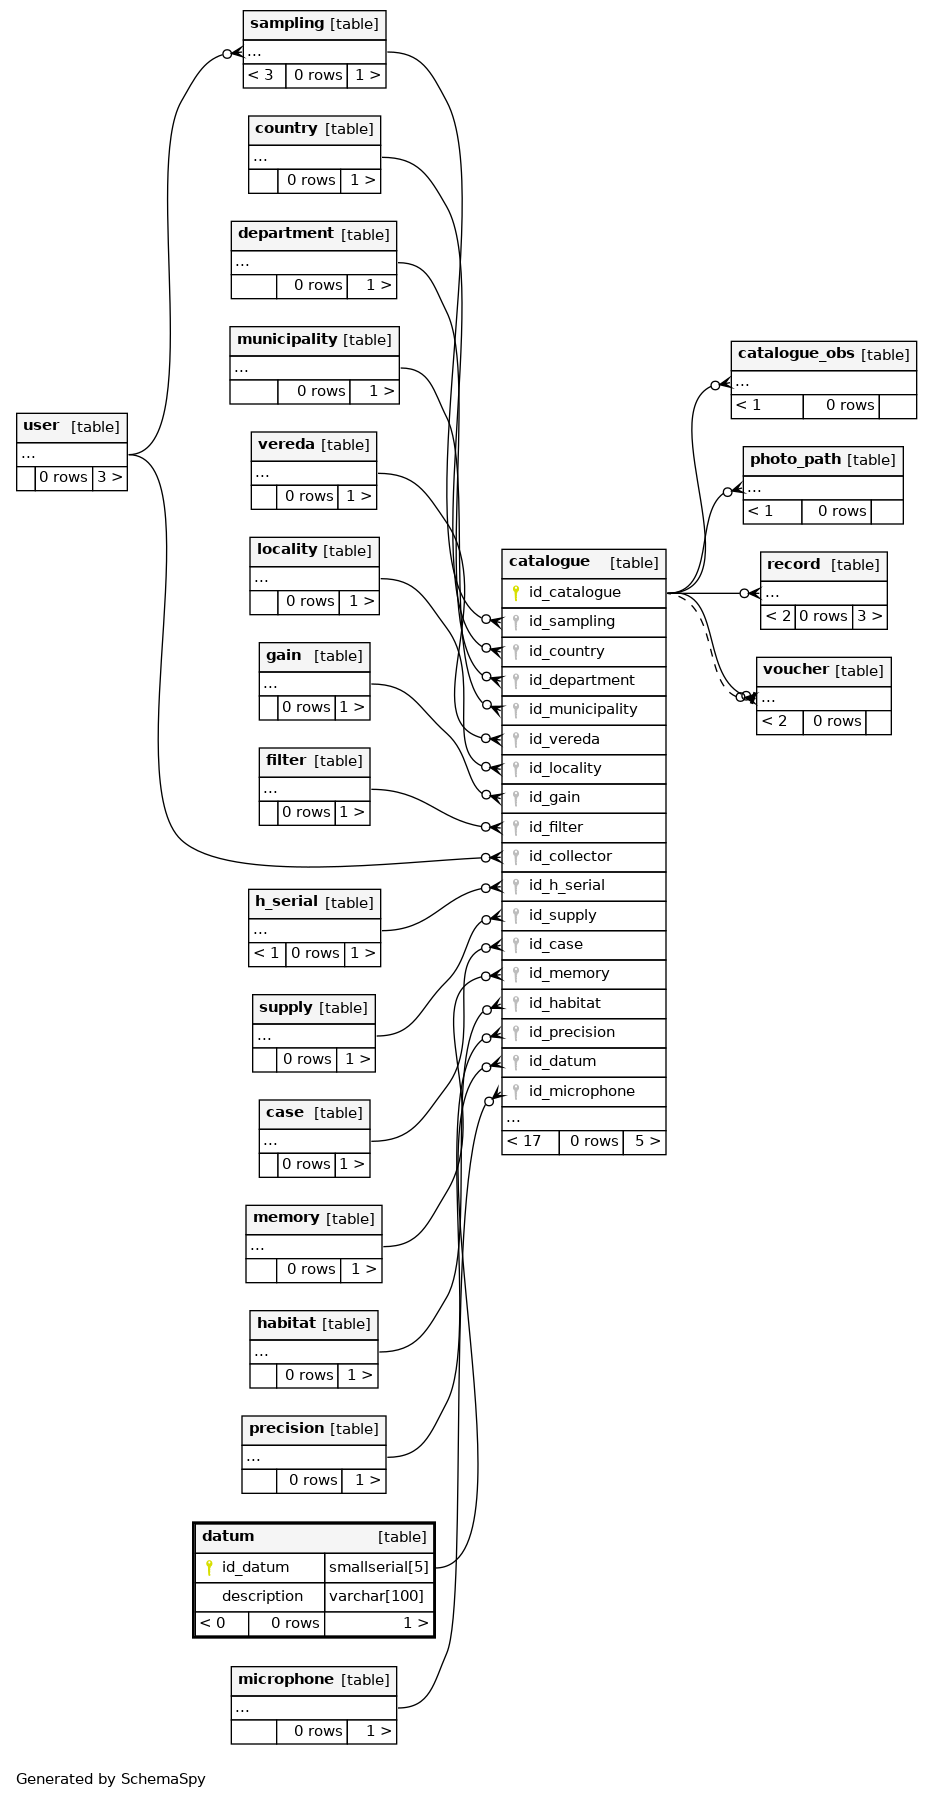 sampling [table]
...
< 3 0 rows 1 >
country [table]
...
0 rows 1 >
department [table]
...
0 rows 1 >
municipality [table]
...
0 rows 1 >
user [table]
...
0 rows 3 >
vereda [table]
...
0 rows 1 >
locality [table]
...
0 rows 1 >
gain [table]
...
0 rows 1 >
filter [table]
...
0 rows 1 >
h_serial [table]
...
< 1 0 rows 1 >
supply [table]
...
0 rows 1 >
case [table]
...
0 rows 1 >
memory [table]
...
0 rows 1 >
habitat [table]
...
0 rows 1 >
precision [table]
...
0 rows 1 >
datum [table]
id_datum smallserial[5]
description varchar[100]
< 0 0 rows 1 >
microphone [table]
...
0 rows 1 >
catalogue [table]
id_catalogue
id_sampling
id_country
id_department
id_municipality
id_vereda
id_locality
id_gain
id_filter
id_collector
id_h_serial
id_supply
id_case
id_memory
id_habitat
id_precision
id_datum
id_microphone
...
< 17 0 rows 5 >
catalogue_obs [table]
...
< 1 0 rows
photo_path [table]
...
< 1 0 rows
record [table]
...
< 2 0 rows 3 >
voucher [table]
...
< 2 0 rows
Generated by SchemaSpy